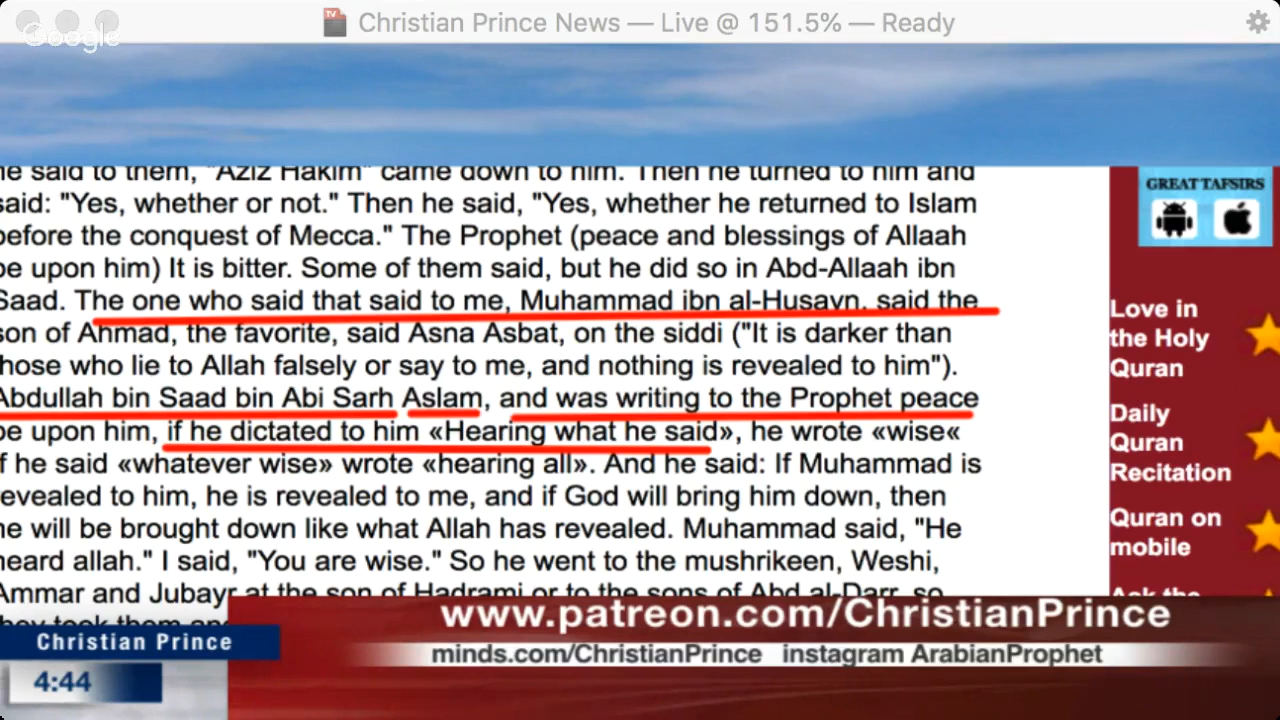 Christian Prince News — Live @ 151.5% — Ready
Google
he said to them, "Aziz Hakim" came down to him. Then he turned to him and
said: "Yes, whether or not." Then he said, "Yes, whether he returned to Islam
before the conquest of Mecca." The Prophet (peace and blessings of Allaah
be upon him) It is bitter. Some of them said, but he did so in Abd-Allaah ibn
Saad. The one who said that said to me, Muhammad ibn al-Husayn, said the
son of Ahmad, the favorite, said Asna Asbat, on the siddi ("It is darker than
those who lie to Allah falsely or say to me, and nothing is revealed to him").
Abdullah bin Saad bin Abi Sarh Aslam, and was writing to the Prophet peace
be upon him, if he dictated to him «Hearing what he said», he wrote «wise«
if he said «whatever wise» wrote «hearing all». And he said: If Muhammad is
revealed to him, he is revealed to me, and if God will bring him down, then
he will be brought down like what Allah has revealed. Muhammad said, "He
heard allah." I said, "You are wise." So he went to the mushrikeen, Weshi,
Ammar and Jubayr at the son of Hadrami or to the sons of Abd al-Darr, so
they took them and
GREAT TAFSIRS
Love in
the Holy
Quran
Daily
Quran
Recitation
Quran on
mobile
Ask the
www.patreon.com/ChristianPrince
minds.com/ChristianPrince instagram ArabianProphet
Christian Prince
4:44